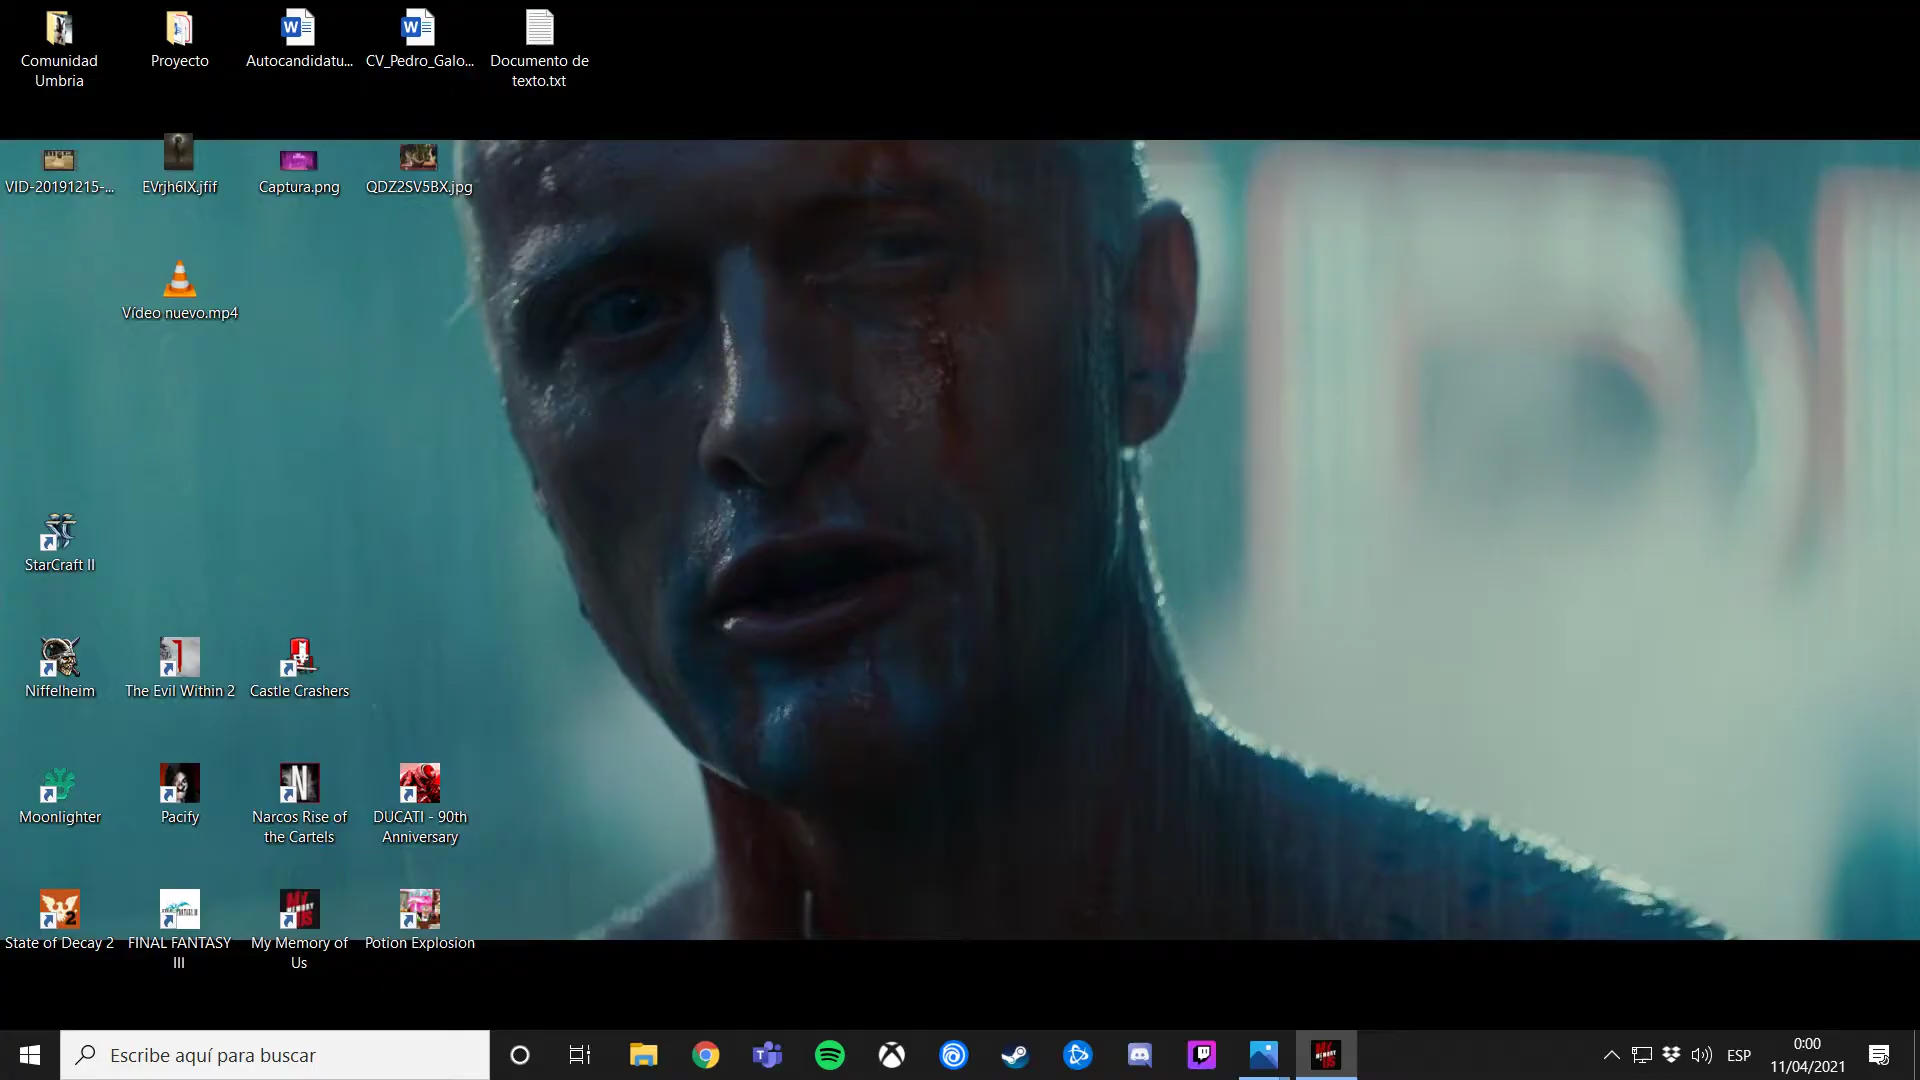 Comunidad
Umbria
Proyecto
Autocandidatu...
CV_Pedro_Galo...
Documento de
texto.txt
VID-20191215-...
EVrjh6IX.jfif
Captura.png
QDZ2SV5BX.jpg
Vídeo nuevo.mp4
StarCraft II
Niffelheim
The Evil Within 2
Castle Crashers
Moonlighter
Pacify
Narcos Rise of
the Cartels
DUCATI - 90th
Anniversary
State of Decay 2
FINAL FANTASY
III
My Memory of
Us
Potion Explosion
Escribe aquí para buscar
ESP
0:00
11/04/2021